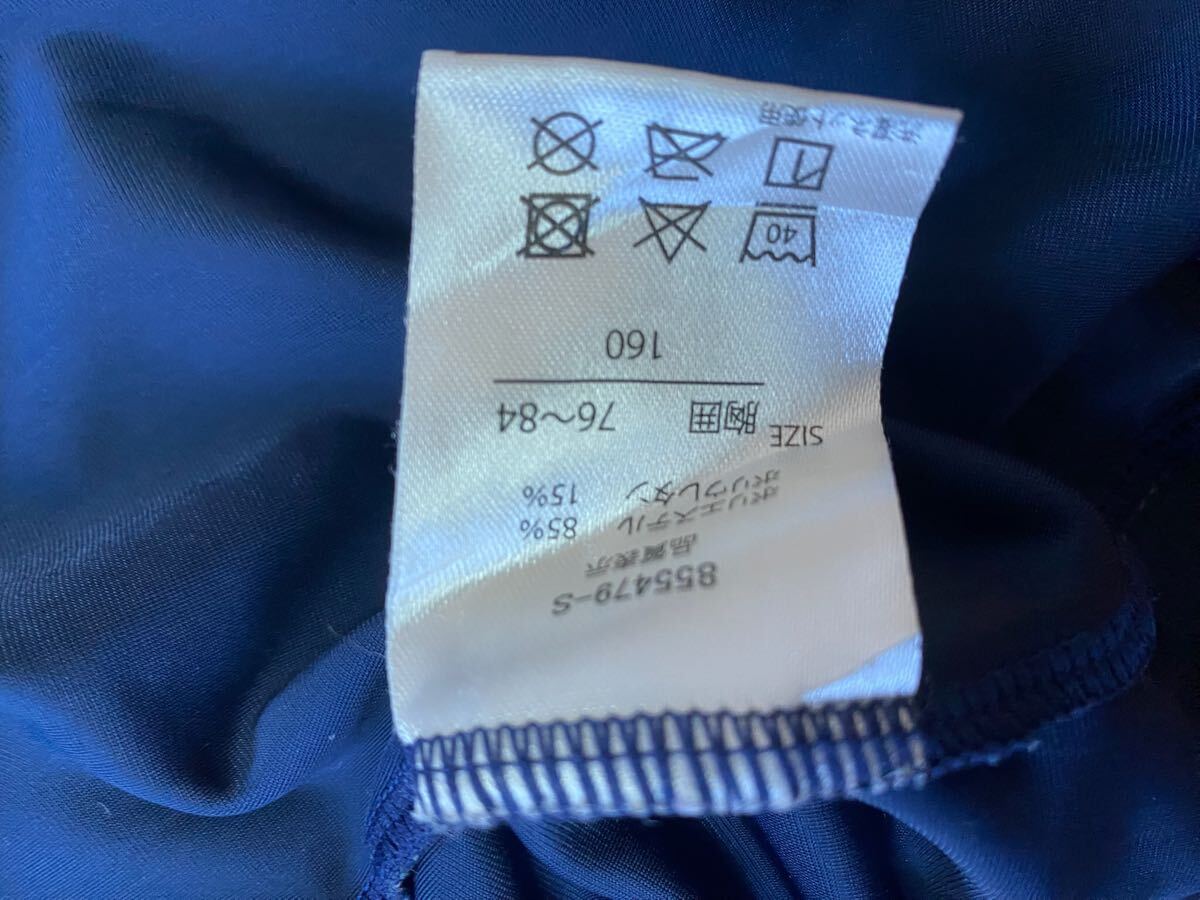 855479-S
品質表示
ポリエステル 85%
ポリウレタン 15%
SIZE 胸囲 76〜84
160
40
洗濯ネット使用